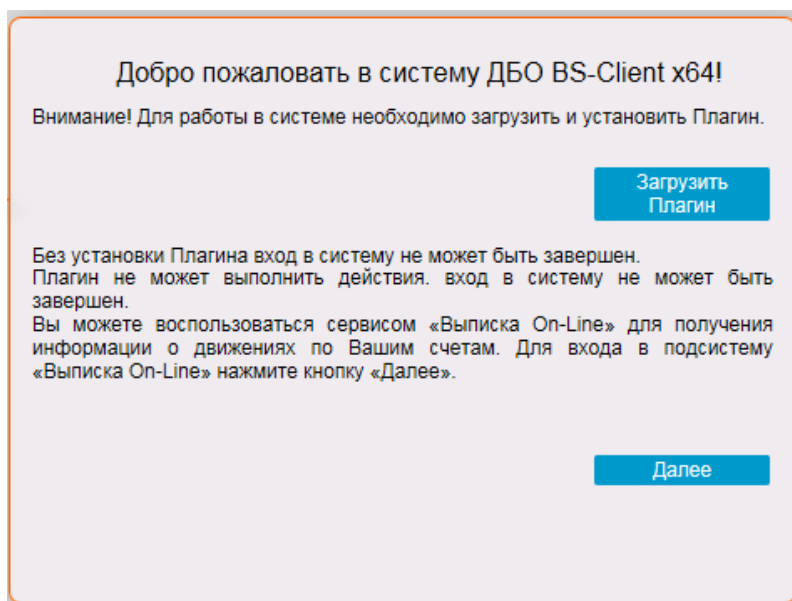 Добро пожаловать в систему ДБО BS-Client x64!
Внимание! Для работы в системе необходимо загрузить и установить Плагин.
Загрузить
Плагин
Без установки Плагина вход в систему не может быть завершен.
Плагин не может выполнить действия. вход в систему не может быть
завершен.
Вы можете воспользоваться сервисом «Выписка On-Line» для получения
информации о движениях по Вашим счетам. Для входа в подсистему
«Выписка On-Line» нажмите кнопку «Далее».
Далее